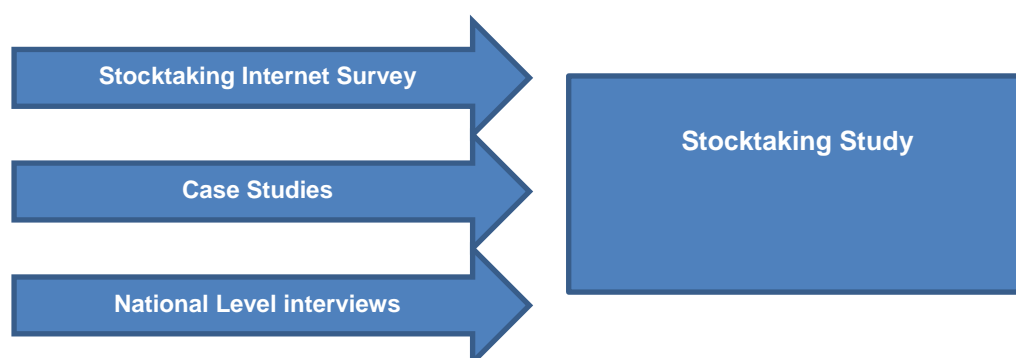 Stocktaking Internet Survey
Stocktaking Study
Case Studies
National Level interviews